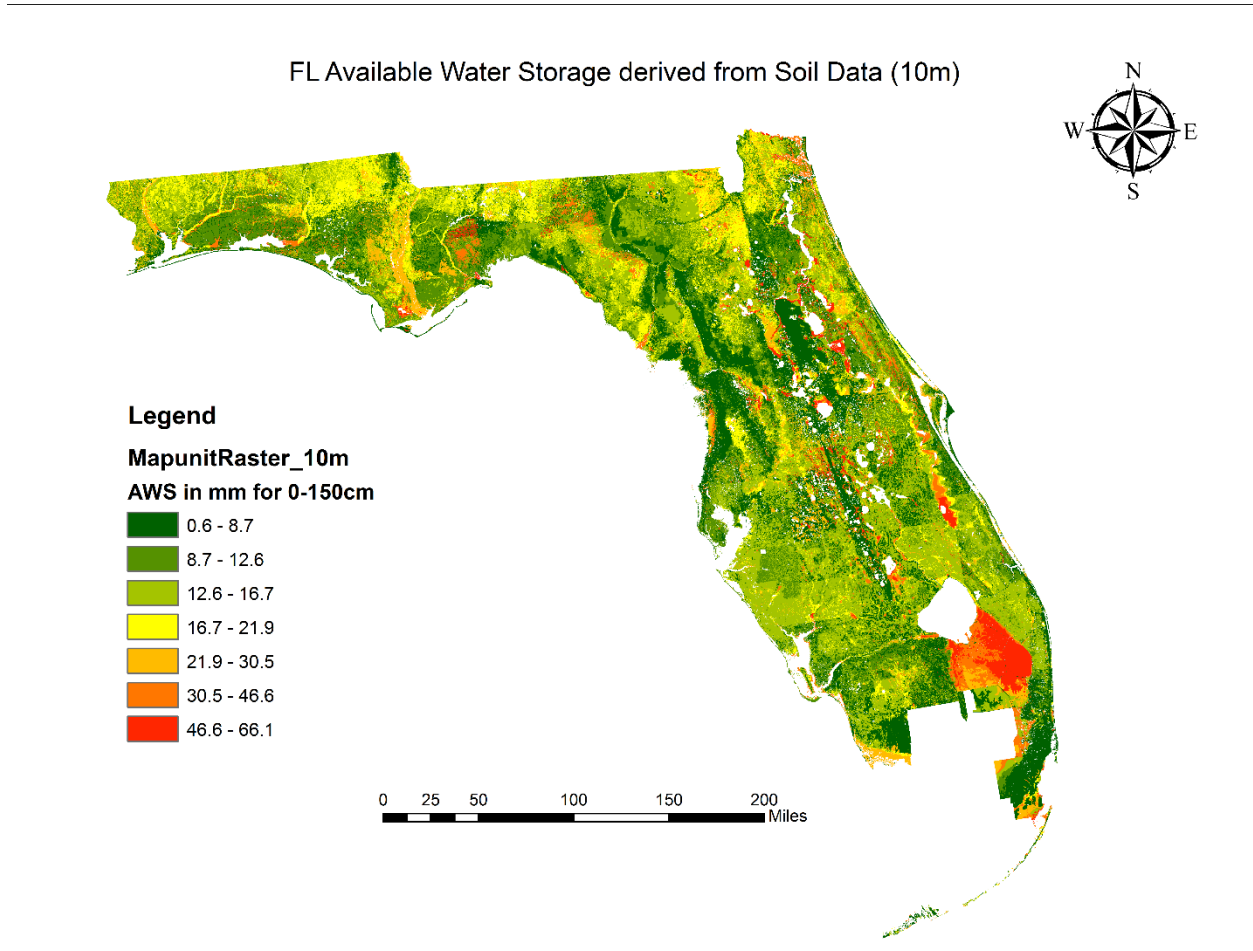 FL Available Water Storage derived from Soil Data (10m)
N
W E
S
Legend
MapunitRaster_10m
AWS in mm for 0-150cm
0.6 - 8.7
8.7 - 12.6
12.6 - 16.7
16.7 - 21.9
21.9 - 30.5
30.5 - 46.6
46.6 - 66.1
0 25 50 100 150 200
Miles